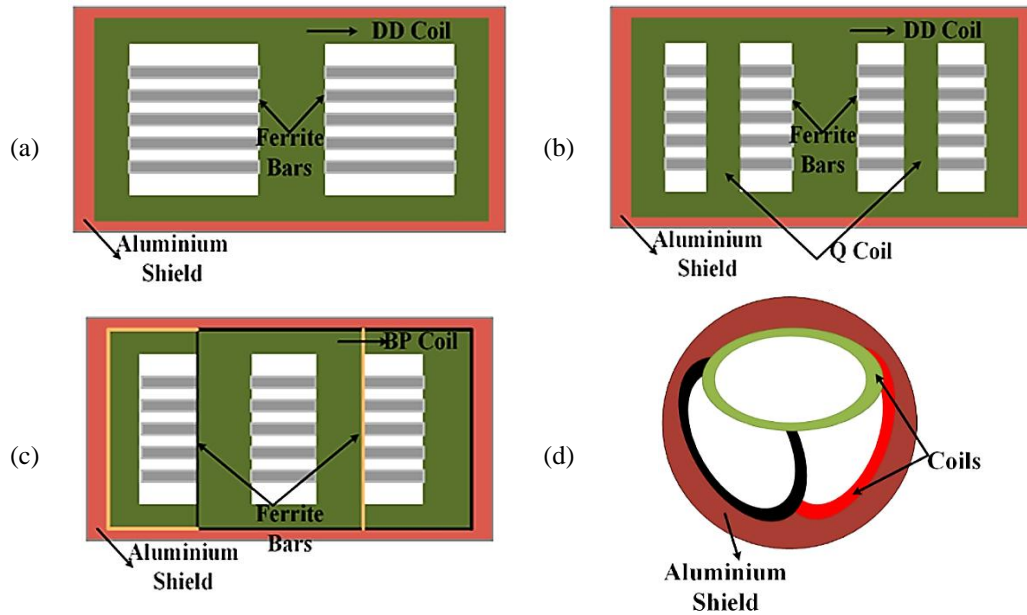 (a)
DD Coil
Ferrite
Bars
Aluminium
Shield
(b)
DD Coil
Ferrite
Bars
Aluminium
Shield
Q Coil
(c)
BP Coil
Ferrite
Bars
Aluminium
Shield
(d)
Coils
Aluminium
Shield